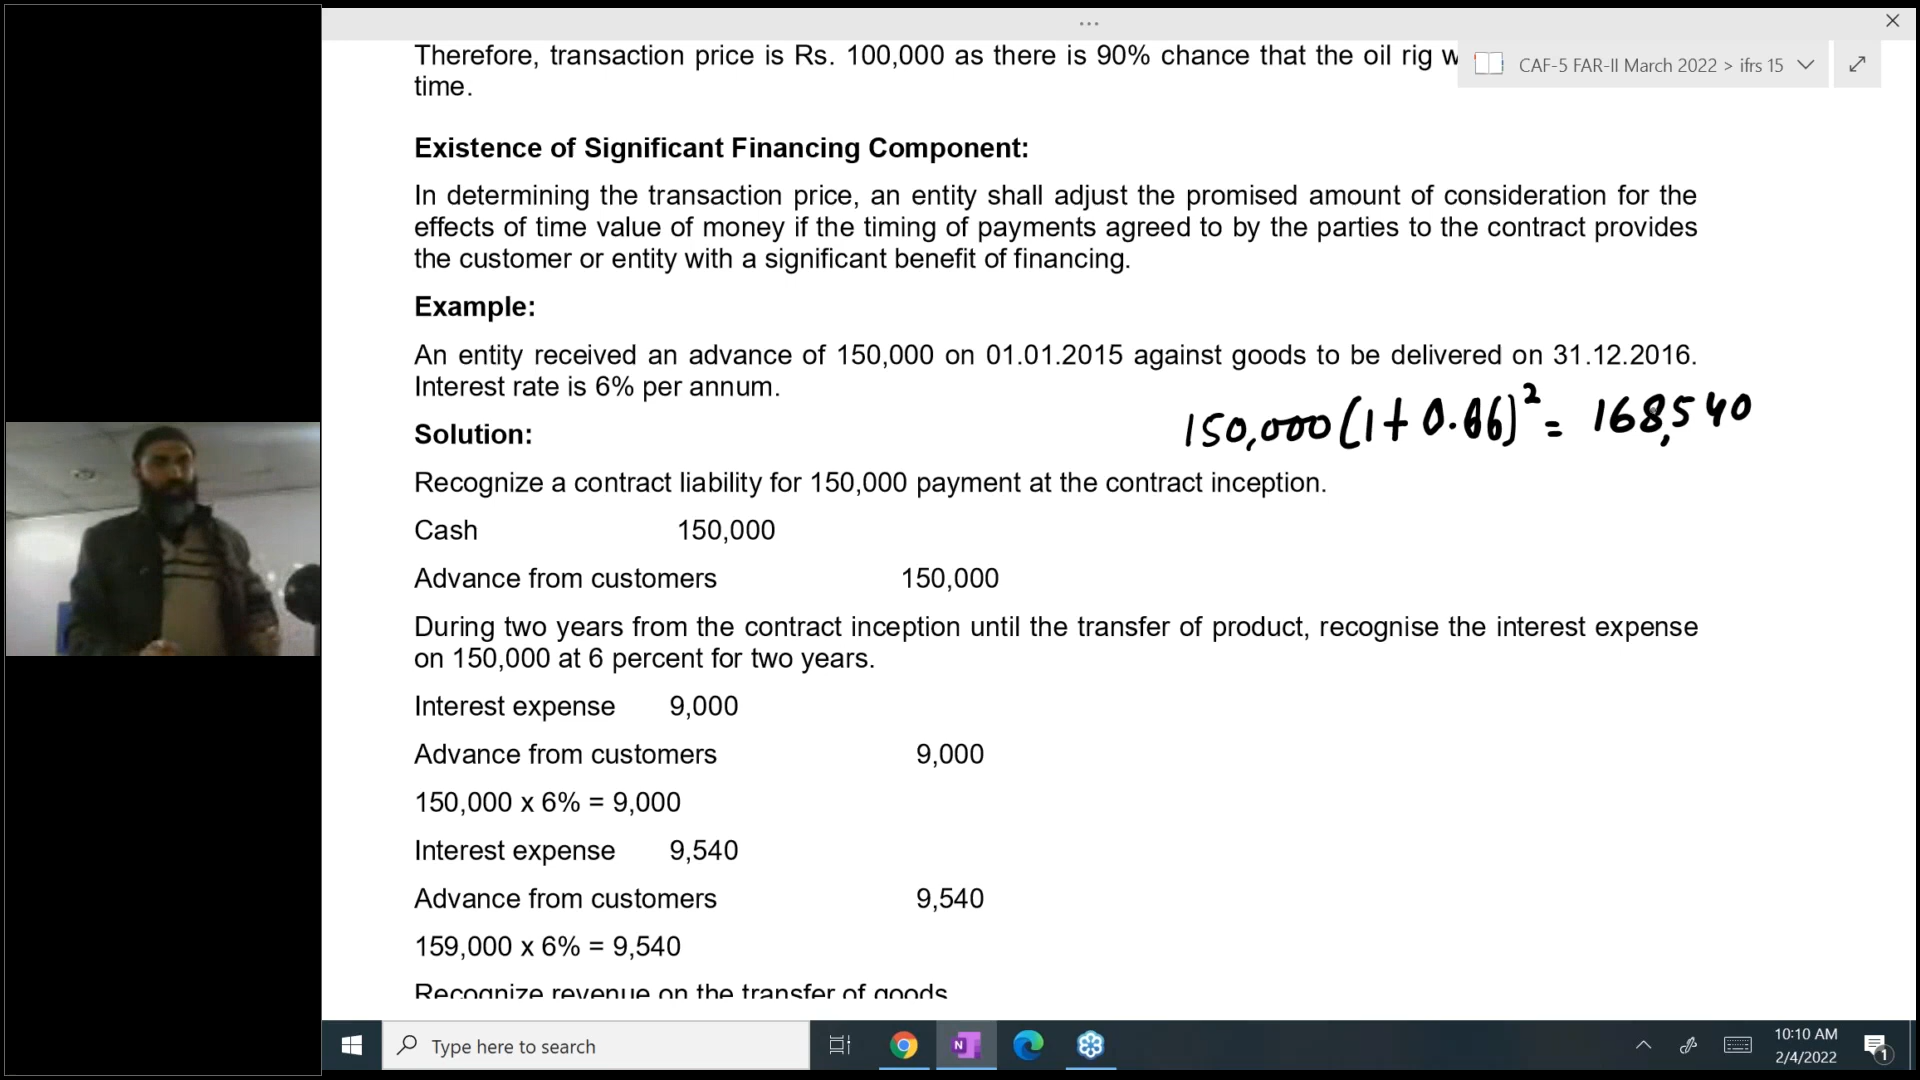 Therefore, transaction price is Rs. 100,000 as there is 90% chance that the oil rig
time.
CAF-5 FAR-II March 2022 > ifrs 15
Existence of Significant Financing Component:
In determining the transaction price, an entity shall adjust the promised amount of consideration for the
effects of time value of money if the timing of payments agreed to by the parties to the contract provides
the customer or entity with a significant benefit of financing.
Example:
An entity received an advance of 150,000 on 01.01.2015 against goods to be delivered on 31.12.2016.
Interest rate is 6% per annum.
150,000(1+0.06)² = 168,540
Solution:
Recognize a contract liability for 150,000 payment at the contract inception.
Cash 150,000
Advance from customers 150,000
During two years from the contract inception until the transfer of product, recognise the interest expense
on 150,000 at 6 percent for two years.
Interest expense 9,000
Advance from customers 9,000
150,000 x 6% = 9,000
Interest expense 9,540
Advance from customers 9,540
159,000 x 6% = 9,540
Recognize revenue on the transfer of goods
Type here to search
N
10:10 AM
2/4/2022
1